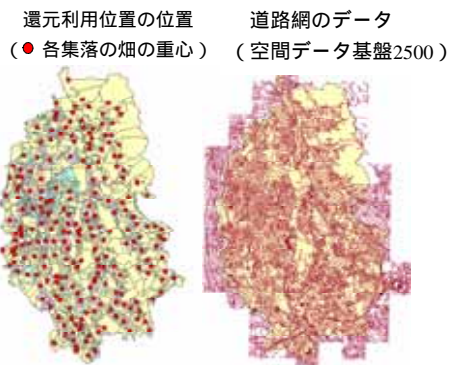 還元利用位置の位置
（● 各集落の畑の重心）
道路網のデータ
（空間データ基盤2500）